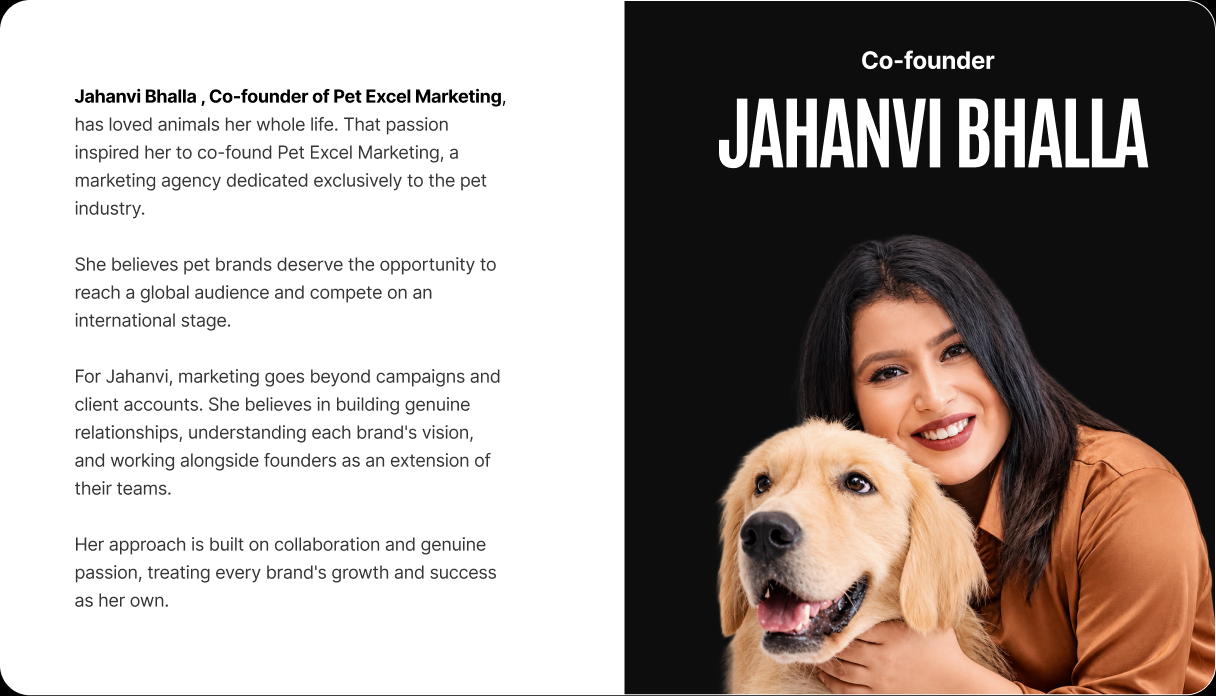 Jahanvi Bhalla , Co-founder of Pet Excel Marketing,
has loved animals her whole life. That passion
inspired her to co-found Pet Excel Marketing, a
marketing agency dedicated exclusively to the pet
industry.
She believes pet brands deserve the opportunity to
reach a global audience and compete on an
international stage.
For Jahanvi, marketing goes beyond campaigns and
client accounts. She believes in building genuine
relationships, understanding each brand's vision,
and working alongside founders as an extension of
their teams.
Her approach is built on collaboration and genuine
passion, treating every brand's growth and success
as her own.
Co-founder
JAHANVI BHALLA